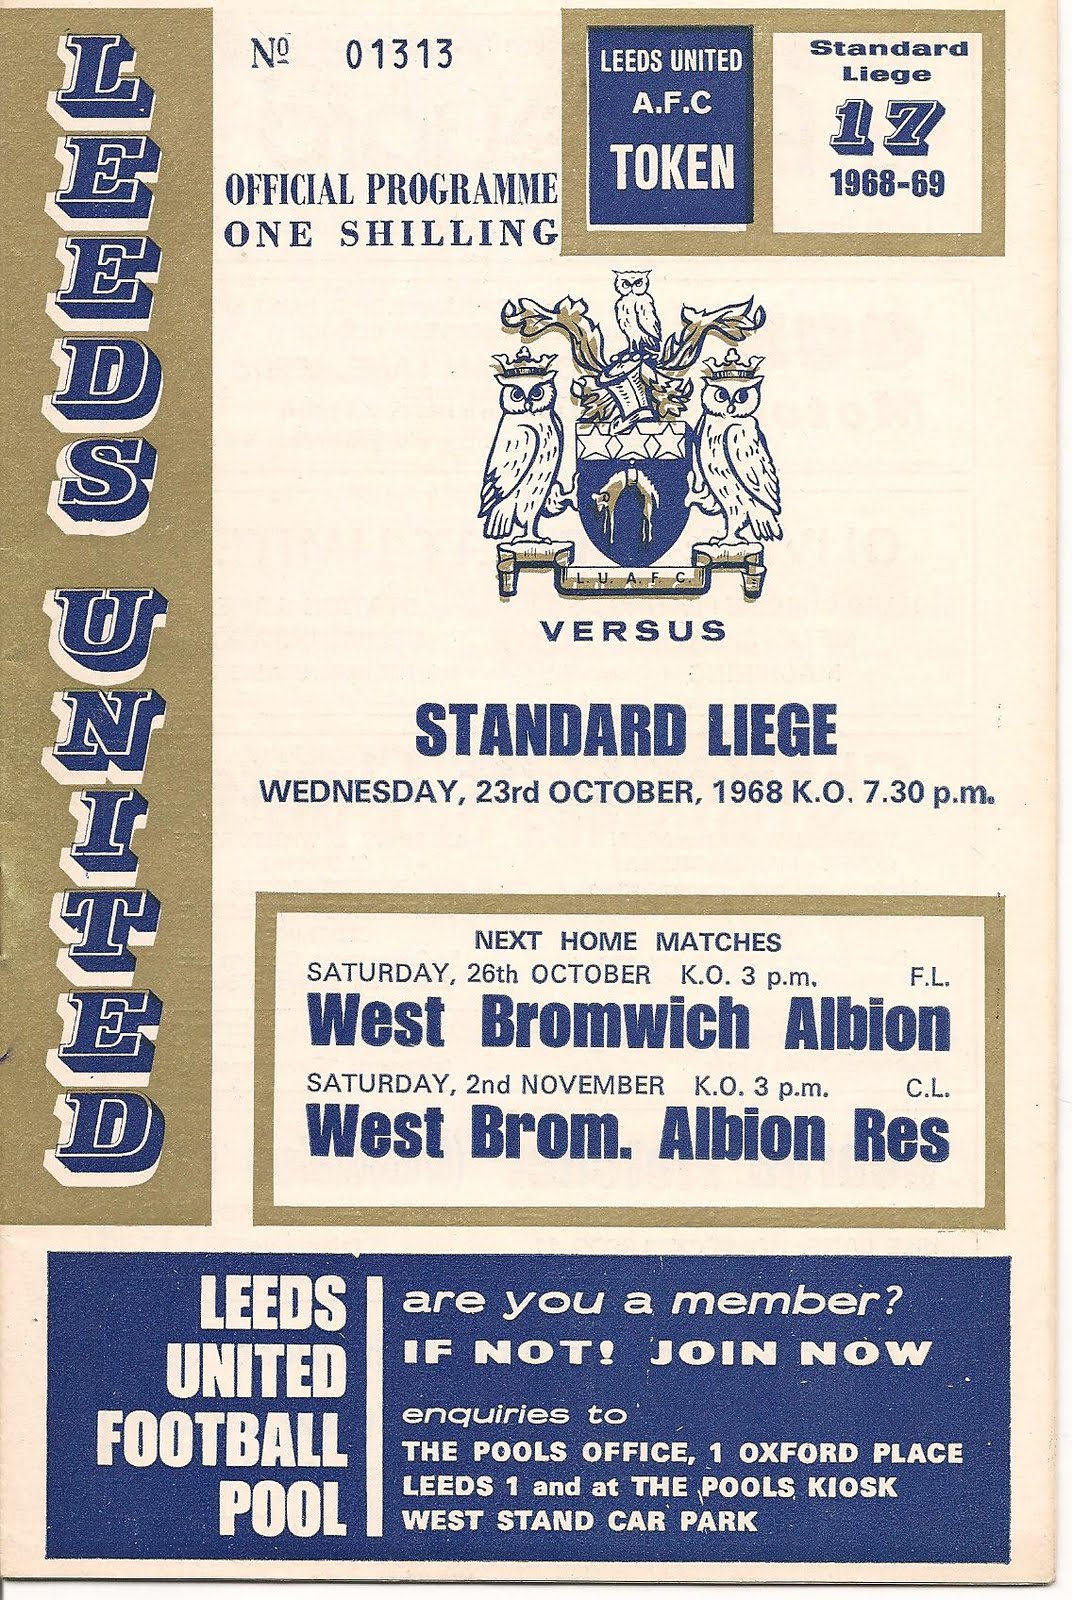 LEEDS UNITED
Nº 01313
OFFICIAL PROGRAMME
ONE SHILLING
LEEDS UNITED
A.F.C
TOKEN
Standard
Liege
17
1968-69
L. U. A. F. C.
VERSUS
STANDARD LIEGE
WEDNESDAY, 23rd OCTOBER, 1968 K.O. 7.30 p.m.
NEXT HOME MATCHES
SATURDAY, 26th OCTOBER K.O. 3 p.m. F.L.
West Bromwich Albion
SATURDAY, 2nd NOVEMBER K.O. 3 p.m. C.L.
West Brom. Albion Res
LEEDS
UNITED
FOOTBALL
POOL
are you a member?
IF NOT! JOIN NOW
enquiries to
THE POOLS OFFICE, 1 OXFORD PLACE
LEEDS 1 and at THE POOLS KIOSK
WEST STAND CAR PARK